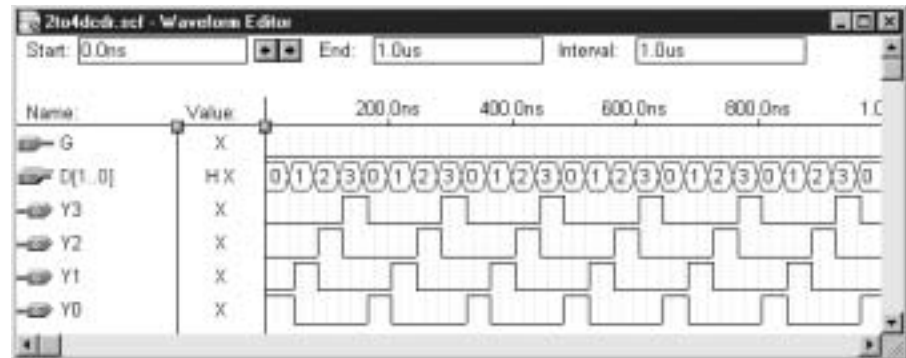 2to4dcdr.scf - Waveform Editor
Start: 0.0ns End: 1.0us Interval: 1.0us
Name: Value: 200.0ns 400.0ns 600.0ns 800.0ns 1.0
G X
D[1..0] H X 0 1 2 3 0 1 2 3 0 1 2 3 0 1 2 3 0 1 2 3 0 1 2 3 0
Y3 X
Y2 X
Y1 X
Y0 X